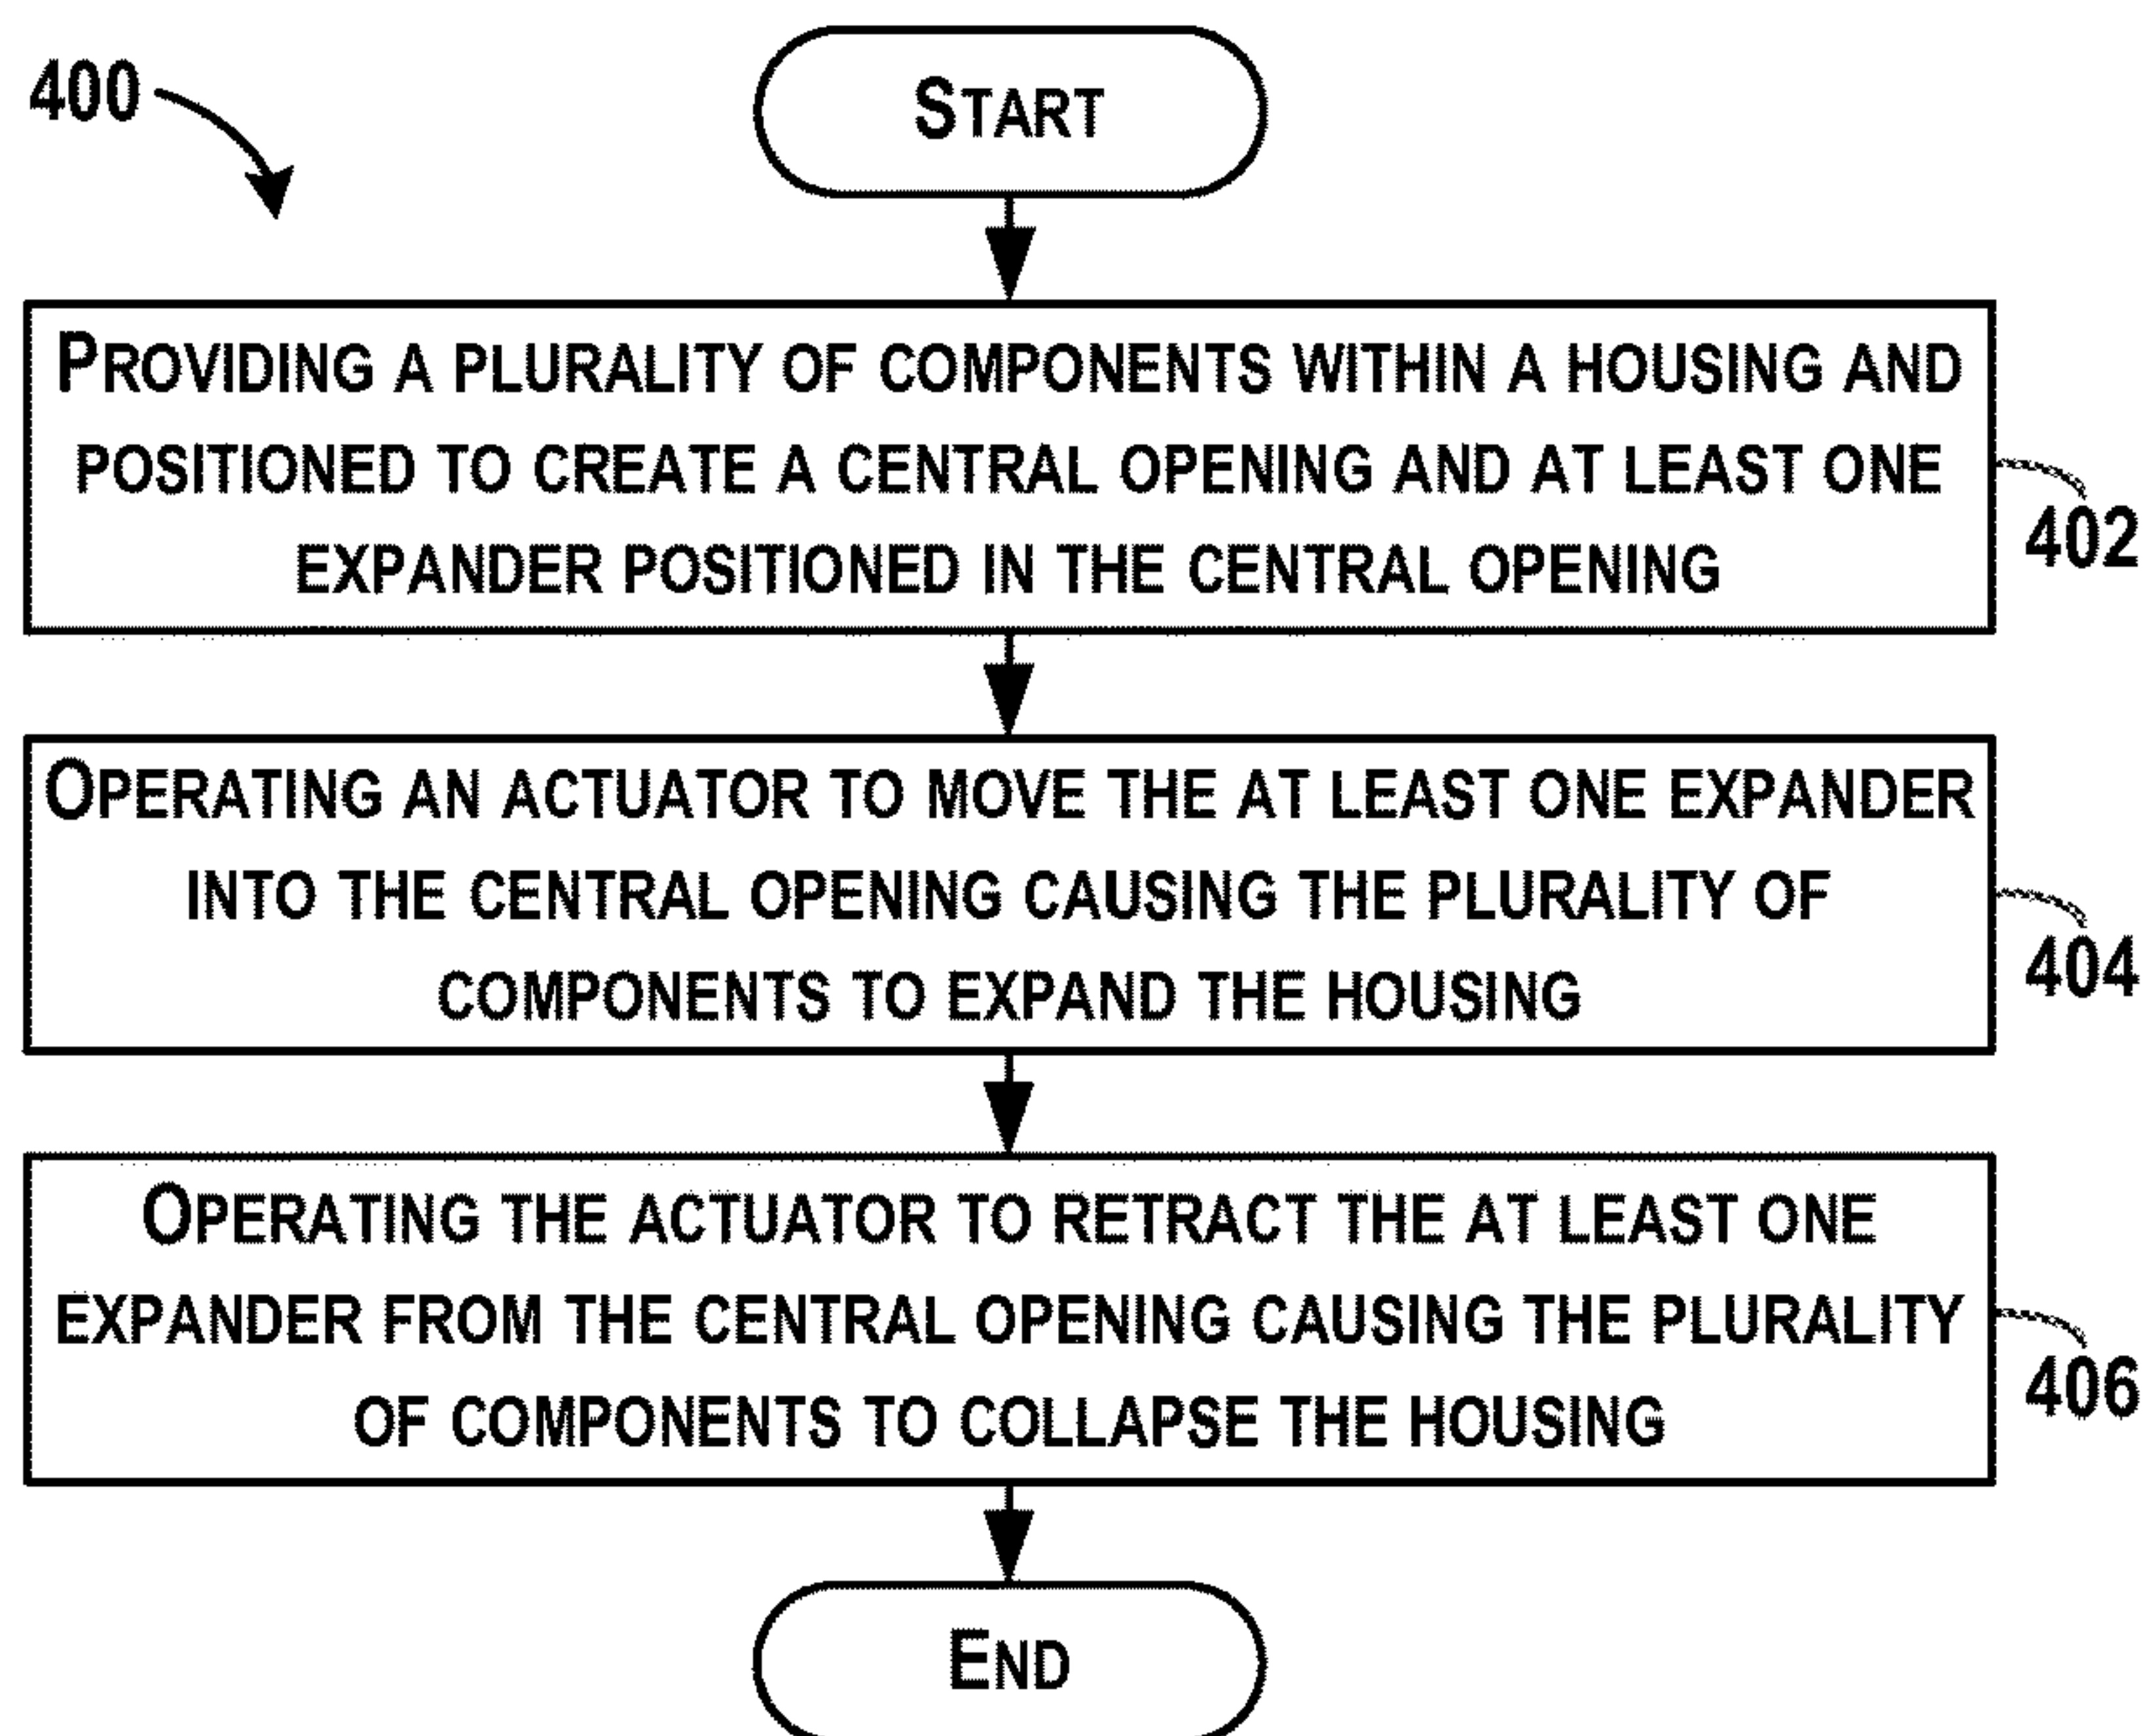 400
START
PROVIDING A PLURALITY OF COMPONENTS WITHIN A HOUSING AND
POSITIONED TO CREATE A CENTRAL OPENING AND AT LEAST ONE
EXPANDER POSITIONED IN THE CENTRAL OPENING
402
OPERATING AN ACTUATOR TO MOVE THE AT LEAST ONE EXPANDER
INTO THE CENTRAL OPENING CAUSING THE PLURALITY OF
COMPONENTS TO EXPAND THE HOUSING
404
OPERATING THE ACTUATOR TO RETRACT THE AT LEAST ONE
EXPANDER FROM THE CENTRAL OPENING CAUSING THE PLURALITY
OF COMPONENTS TO COLLAPSE THE HOUSING
406
END